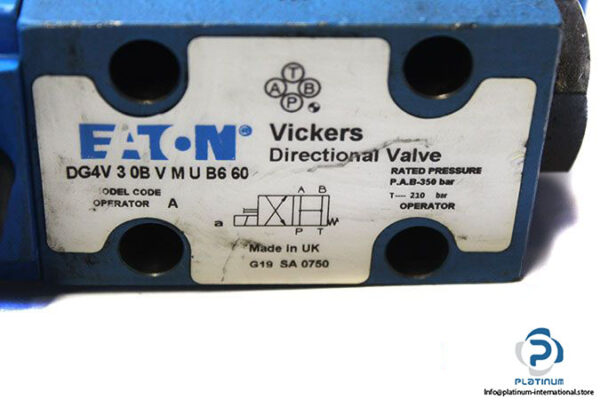 T
A B
P
EATON® Vickers
Directional Valve
DG4V 3 0B V M U B6 60
RATED PRESSURE
P.A.B-350 bar
ODEL CODE
T---- 210 bar
OPERATOR A
OPERATOR
A B
a
P T
Made in UK
G19 SA 0750
P
PLATINUM
Info@platinum-international.store